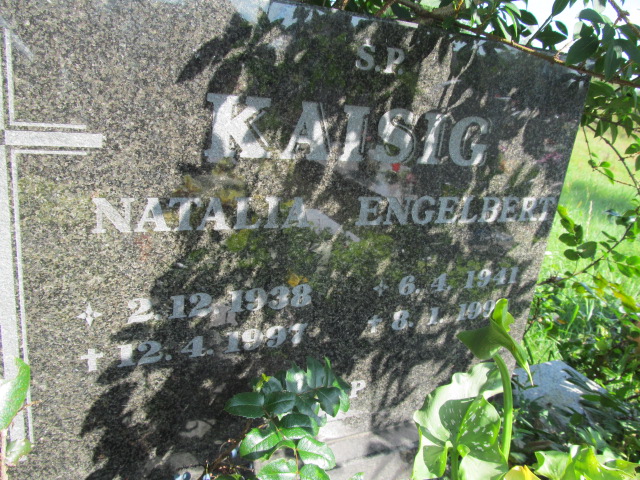 Ś.P.
KAISIG
NATALIA ENGELBERT
2.12.1938 6.4.1941
12.4.1997 8.1.
P